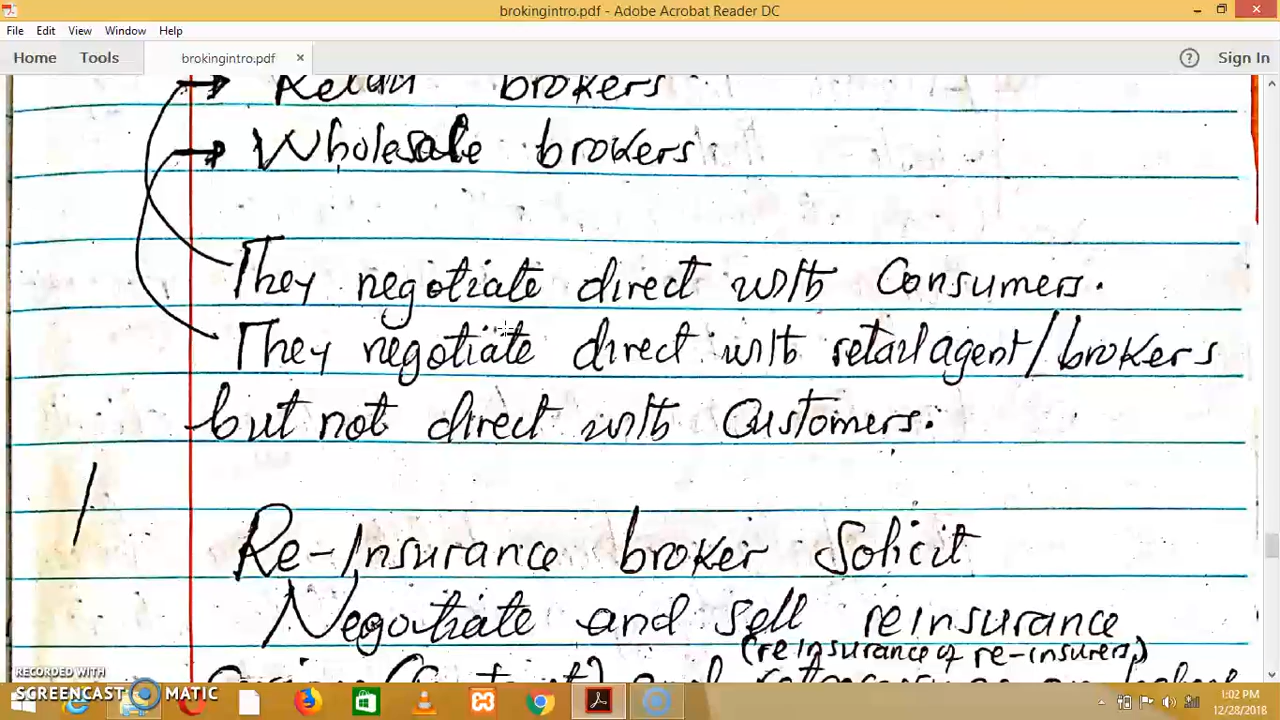 brokingintro.pdf - Adobe Acrobat Reader DC
File Edit View Window Help
Home Tools brokingintro.pdf × Sign In
Retail brokers
Wholesale brokers
They negotiate direct with Consumers.
They negotiate direct with retail agent/brokers
but not direct with Customers.
Re-Insurance broker Solicit
Negotiate and sell reinsurance
(reinsurance of re-insurers)
and
RECORDED WITH
SCREENCAST MATIC
1:02 PM
12/28/2018